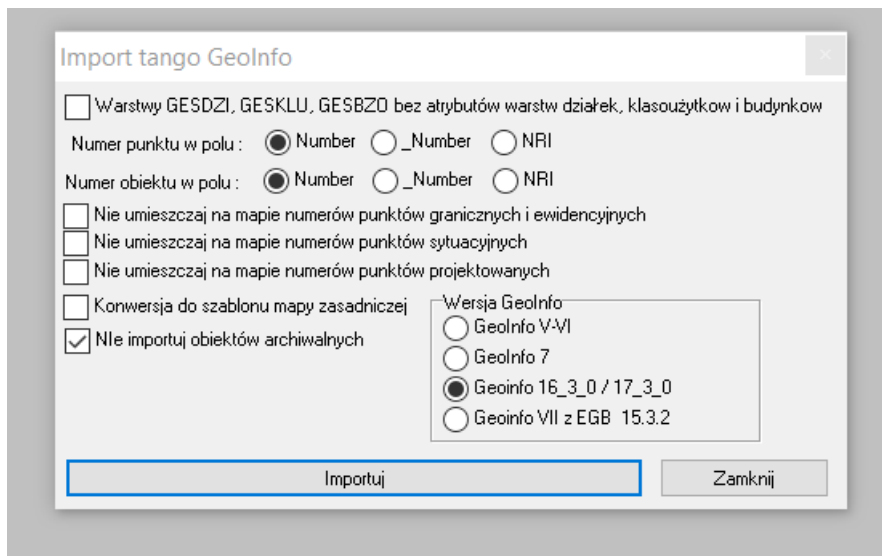 Import tango GeoInfo
Warstwy GESDZI, GESKLU, GESBZO bez atrybutów warstw działek, klasoużytkow i budynkow
Numer punktu w polu : Number _Number NRI
Numer obiektu w polu : Number _Number NRI
Nie umieszczaj na mapie numerów punktów granicznych i ewidencyjnych
Nie umieszczaj na mapie numerów punktów sytuacyjnych
Nie umieszczaj na mapie numerów punktów projektowanych
Konwersja do szablonu mapy zasadniczej
NIe importuj obiektów archiwalnych
Wersja GeoInfo
GeoInfo V-VI
GeoInfo 7
Geoinfo 16_3_0 / 17_3_0
Geoinfo VII z EGB 15.3.2
Importuj Zamknij